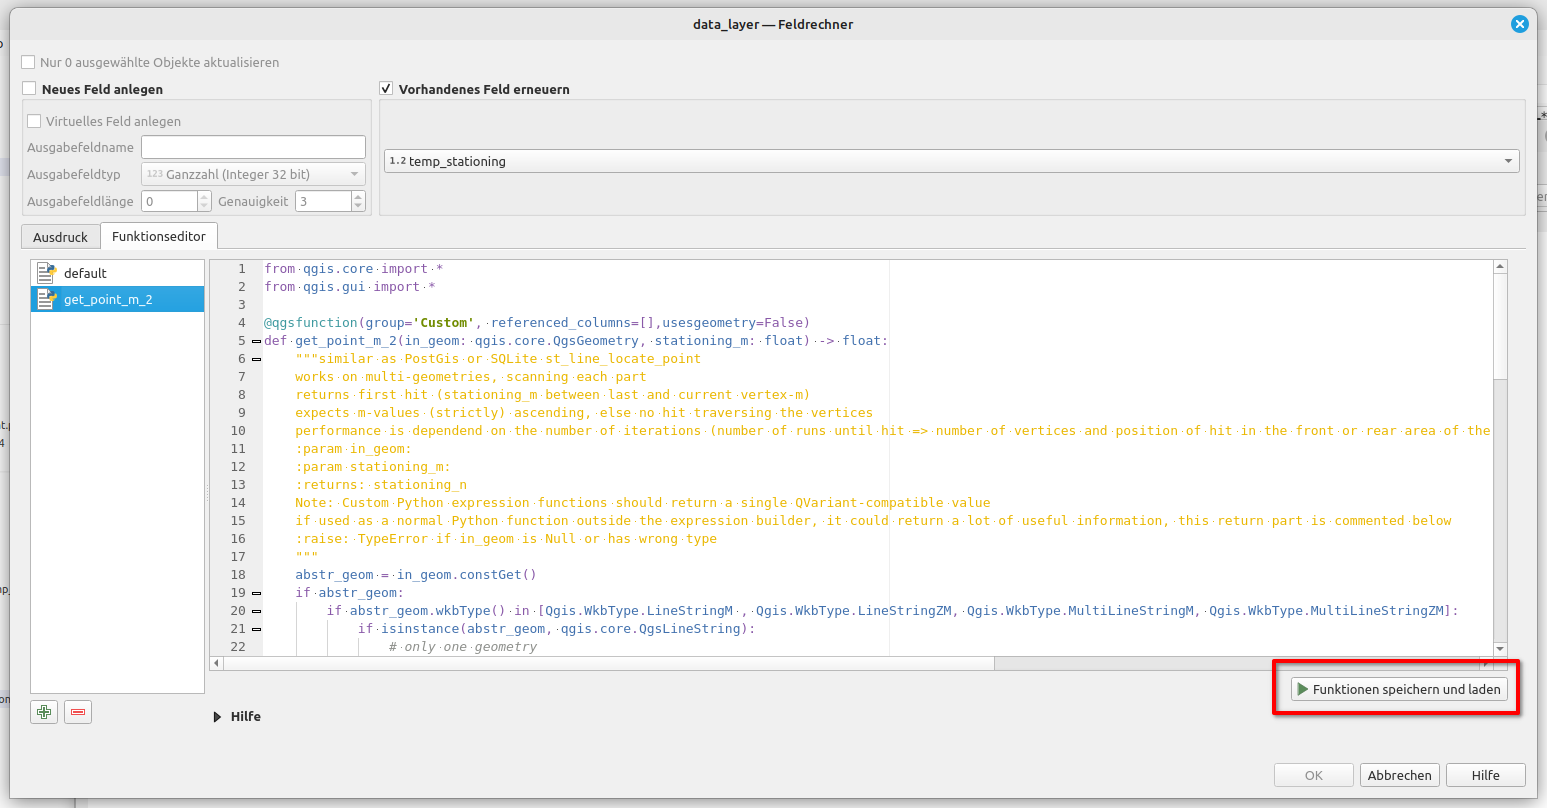 data_layer — Feldrechner
Nur 0 ausgewählte Objekte aktualisieren
Neues Feld anlegen
Vorhandenes Feld erneuern
Virtuelles Feld anlegen
Ausgabefeldname
1.2 temp_stationing
Ausgabefeldtyp 123 Ganzzahl (Integer 32 bit)
Ausgabefeldlänge 0 Genauigkeit 3
Ausdruck Funktionseditor
default
get_point_m_2
1 from qgis.core import *
2 from qgis.gui import *
3
4 @qgsfunction(group='Custom', referenced_columns=[],usesgeometry=False)
5 def get_point_m_2(in_geom: qgis.core.QgsGeometry, stationing_m: float) -> float:
6 """similar as PostGis or SQLite st_line_locate_point
7 works on multi-geometries, scanning each part
8 returns first hit (stationing_m between last and current vertex-m)
9 expects m-values (strictly) ascending, else no hit traversing the vertices
10 performance is dependend on the number of iterations (number of runs until hit => number of vertices and position of hit in the front or rear area of the
11 :param in_geom:
12 :param stationing_m:
13 :returns: stationing_n
14 Note: Custom Python expression functions should return a single QVariant-compatible value
15 if used as a normal Python function outside the expression builder, it could return a lot of useful information, this return part is commented below
16 :raise: TypeError if in_geom is Null or has wrong type
17 """
18 abstr_geom = in_geom.constGet()
19 if abstr_geom:
20 if abstr_geom.wkbType() in [Qgis.WkbType.LineStringM , Qgis.WkbType.LineStringZM, Qgis.WkbType.MultiLineStringM, Qgis.WkbType.MultiLineStringZM]:
21 if isinstance(abstr_geom, qgis.core.QgsLineString):
22 # only one geometry
Funktionen speichern und laden
Hilfe
OK Abbrechen Hilfe